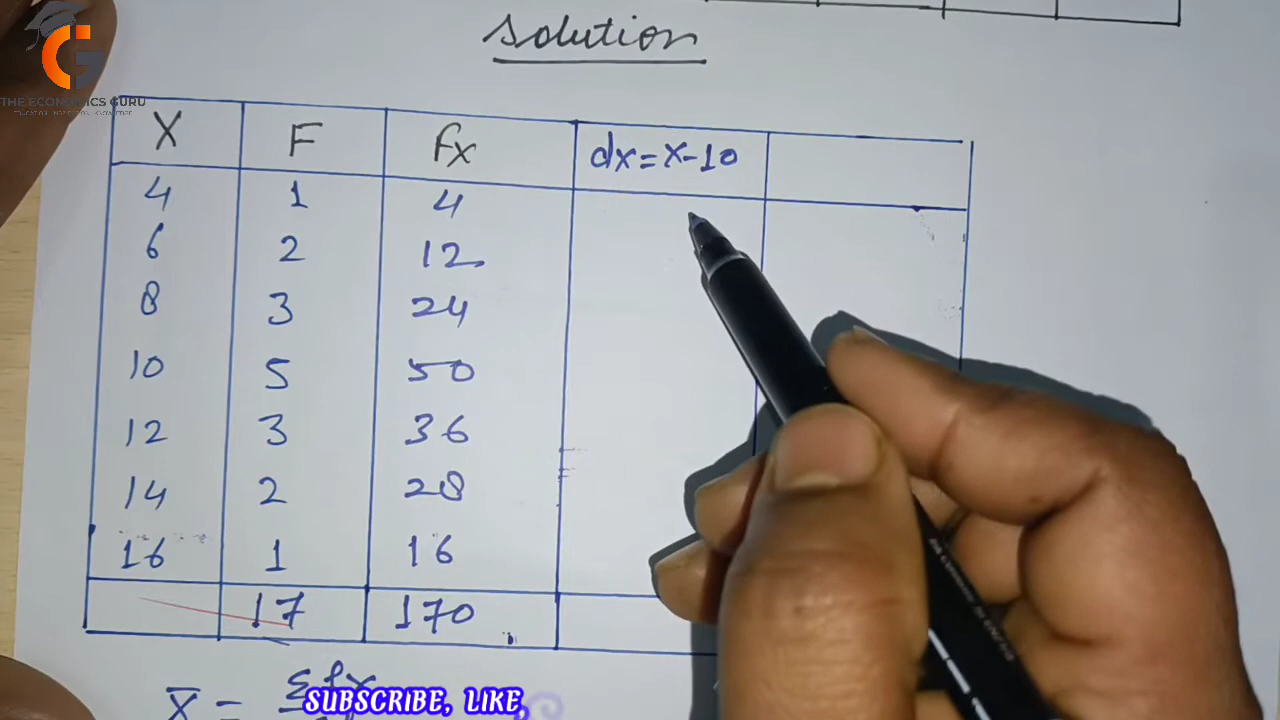 solution
THE ECONOMICS GURU
X F Fx dx=x-10
4 1 4
6 2 12
8 3 24
10 5 50
12 3 36
14 2 28
16 1 16
17 170
X̄ = Σfx
SUBSCRIBE, LIKE,